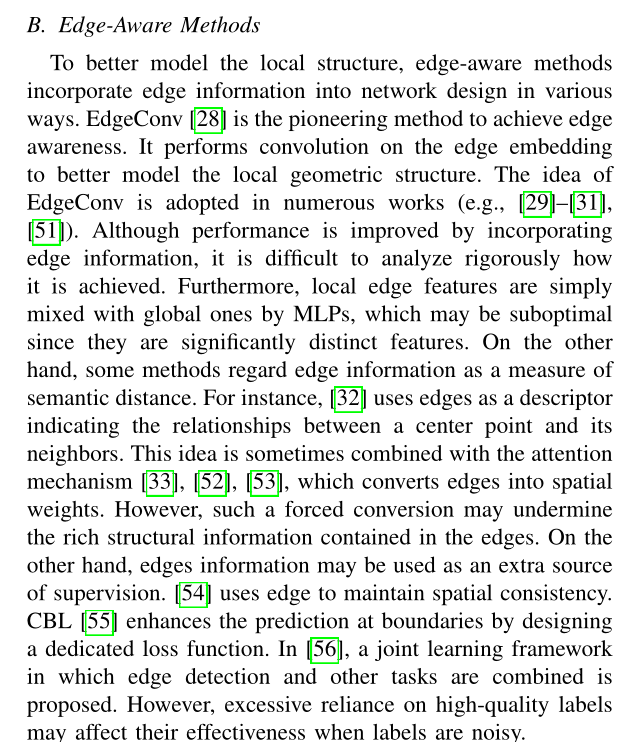 B. Edge-Aware Methods
To better model the local structure, edge-aware methods
incorporate edge information into network design in various
ways. EdgeConv [28] is the pioneering method to achieve edge
awareness. It performs convolution on the edge embedding
to better model the local geometric structure. The idea of
EdgeConv is adopted in numerous works (e.g., [29]–[31],
[51]). Although performance is improved by incorporating
edge information, it is difficult to analyze rigorously how
it is achieved. Furthermore, local edge features are simply
mixed with global ones by MLPs, which may be suboptimal
since they are significantly distinct features. On the other
hand, some methods regard edge information as a measure of
semantic distance. For instance, [32] uses edges as a descriptor
indicating the relationships between a center point and its
neighbors. This idea is sometimes combined with the attention
mechanism [33], [52], [53], which converts edges into spatial
weights. However, such a forced conversion may undermine
the rich structural information contained in the edges. On the
other hand, edges information may be used as an extra source
of supervision. [54] uses edge to maintain spatial consistency.
CBL [55] enhances the prediction at boundaries by designing
a dedicated loss function. In [56], a joint learning framework
in which edge detection and other tasks are combined is
proposed. However, excessive reliance on high-quality labels
may affect their effectiveness when labels are noisy.